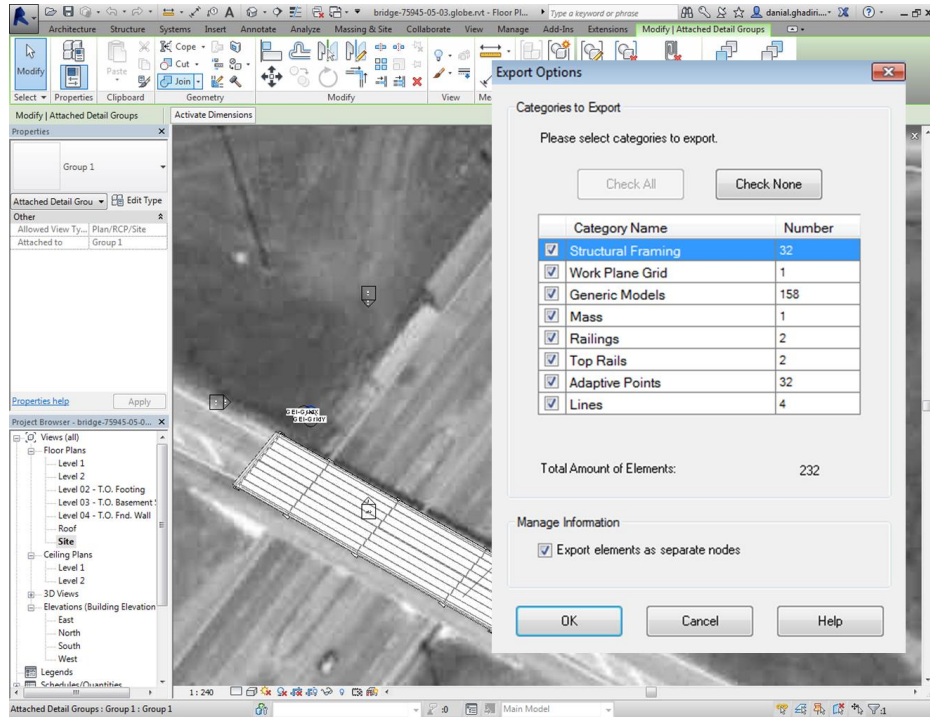 bridge-75945-05-03.globe.rvt - Floor Pl...
Type a keyword or phrase
danial.ghadiri....
Architecture Structure Systems Insert Annotate Analyze Massing & Site Collaborate View Manage Add-Ins Extensions Modify | Attached Detail Groups
Modify
Paste
Cope
Cut
Join
Select Properties Clipboard Geometry Modify View Me
Modify | Attached Detail Groups
Activate Dimensions
Properties
Group 1
Attached Detail Grou
Edit Type
Other
Allowed View Ty... Plan/RCP/Site
Attached to Group 1
Properties help
Apply
Project Browser - bridge-75945-05-0...
Views (all)
Floor Plans
Level 1
Level 2
Level 02 - T.O. Footing
Level 03 - T.O. Basement
Level 04 - T.O. Fnd. Wall
Roof
Site
Ceiling Plans
Level 1
Level 2
3D Views
Elevations (Building Elevation
East
North
South
West
Legends
Schedules/Quantities
GEI-GridY
Export Options
Categories to Export
Please select categories to export.
Check All
Check None
Category Name Number
Structural Framing 32
Work Plane Grid 1
Generic Models 158
Mass 1
Railings 2
Top Rails 2
Adaptive Points 32
Lines 4
Total Amount of Elements: 232
Manage Information
Export elements as separate nodes
OK Cancel Help
1 : 240
Attached Detail Groups : Group 1 : Group 1
:0
Main Model
:1